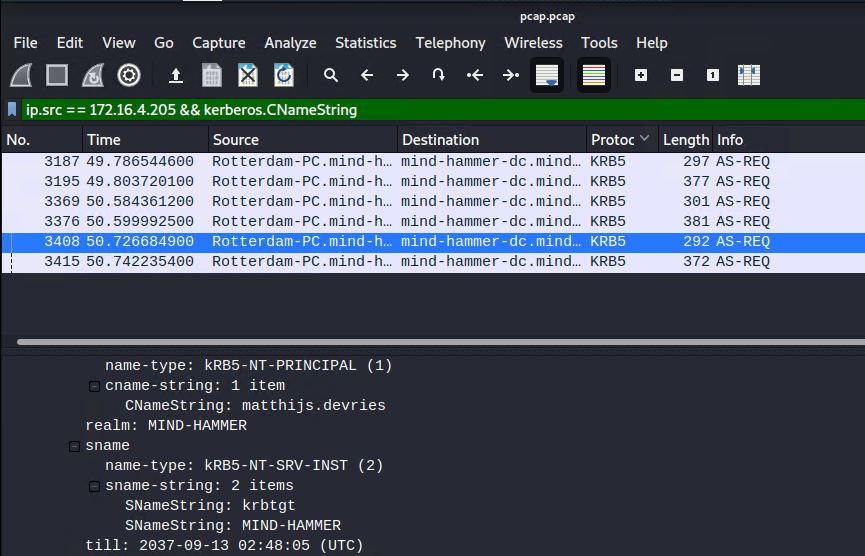 pcap.pcap
File Edit View Go Capture Analyze Statistics Telephony Wireless Tools Help
ip.src == 172.16.4.205 && kerberos.CNameString
No. Time Source Destination Protoc Length Info
3187 49.786544600 Rotterdam-PC.mind-h… mind-hammer-dc.mind… KRB5 297 AS-REQ
3195 49.803720100 Rotterdam-PC.mind-h… mind-hammer-dc.mind… KRB5 377 AS-REQ
3369 50.584361200 Rotterdam-PC.mind-h… mind-hammer-dc.mind… KRB5 301 AS-REQ
3376 50.599992500 Rotterdam-PC.mind-h… mind-hammer-dc.mind… KRB5 381 AS-REQ
3408 50.726684900 Rotterdam-PC.mind-h… mind-hammer-dc.mind… KRB5 292 AS-REQ
3415 50.742235400 Rotterdam-PC.mind-h… mind-hammer-dc.mind… KRB5 372 AS-REQ
name-type: kRB5-NT-PRINCIPAL (1)
cname-string: 1 item
CNameString: matthijs.devries
realm: MIND-HAMMER
sname
name-type: kRB5-NT-SRV-INST (2)
sname-string: 2 items
SNameString: krbtgt
SNameString: MIND-HAMMER
till: 2037-09-13 02:48:05 (UTC)